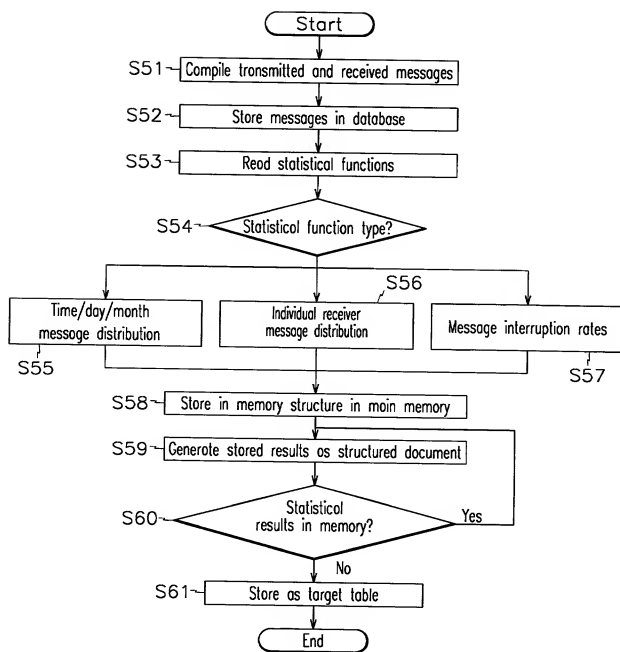 Start
S51
Compile transmitted and received messages
S52
Store messages in database
S53
Read statistical functions
S54
Statistical function type?
S56
Time/day/month
message distribution
Individual receiver
message distribution
Message interruption rates
S55
S57
S58
Store in memory structure in main memory
S59
Generate stored results as structured document
S60
Statistical
results in memory?
Yes
No
S61
Store as target table
End